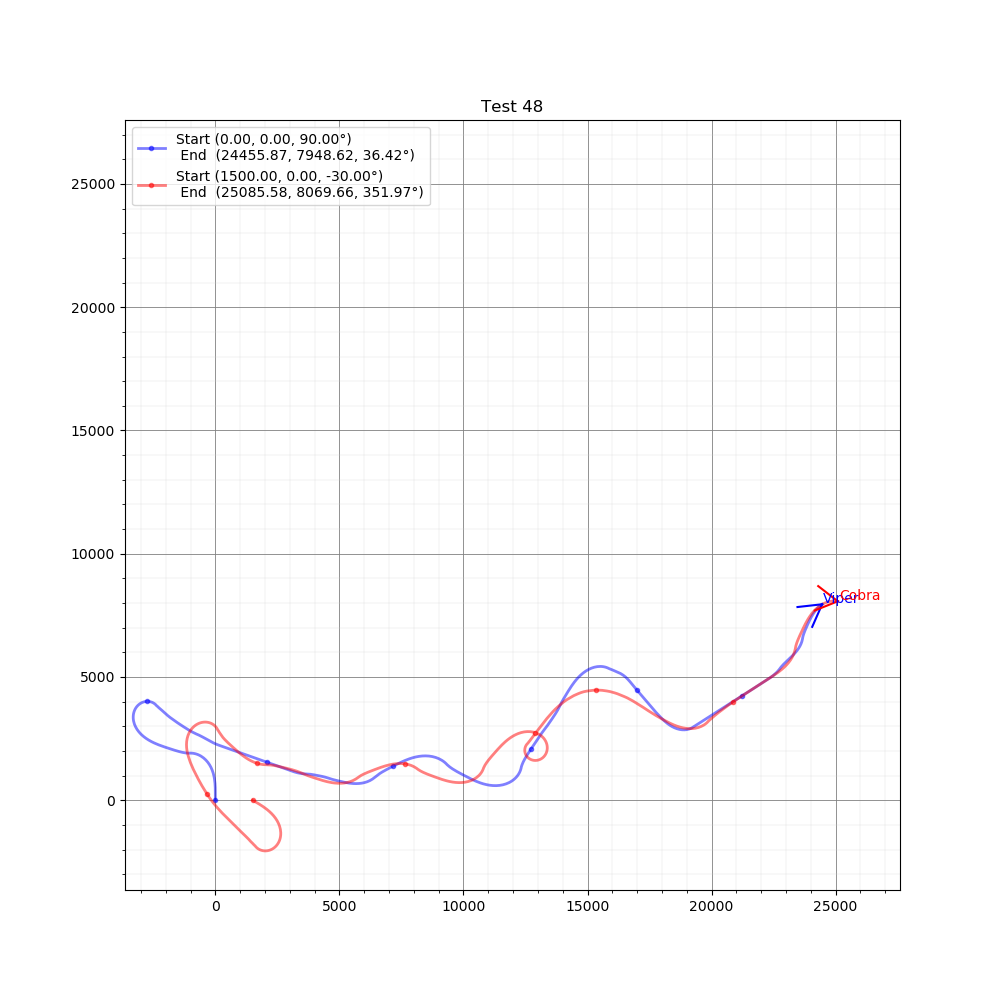 Test 48
Start (0.00, 0.00, 90.00°)
End (24455.87, 7948.62, 36.42°)
Start (1500.00, 0.00, -30.00°)
End (25085.58, 8069.66, 351.97°)
25000
20000
15000
10000
5000
0
Viper
Cobra
0 5000 10000 15000 20000 25000